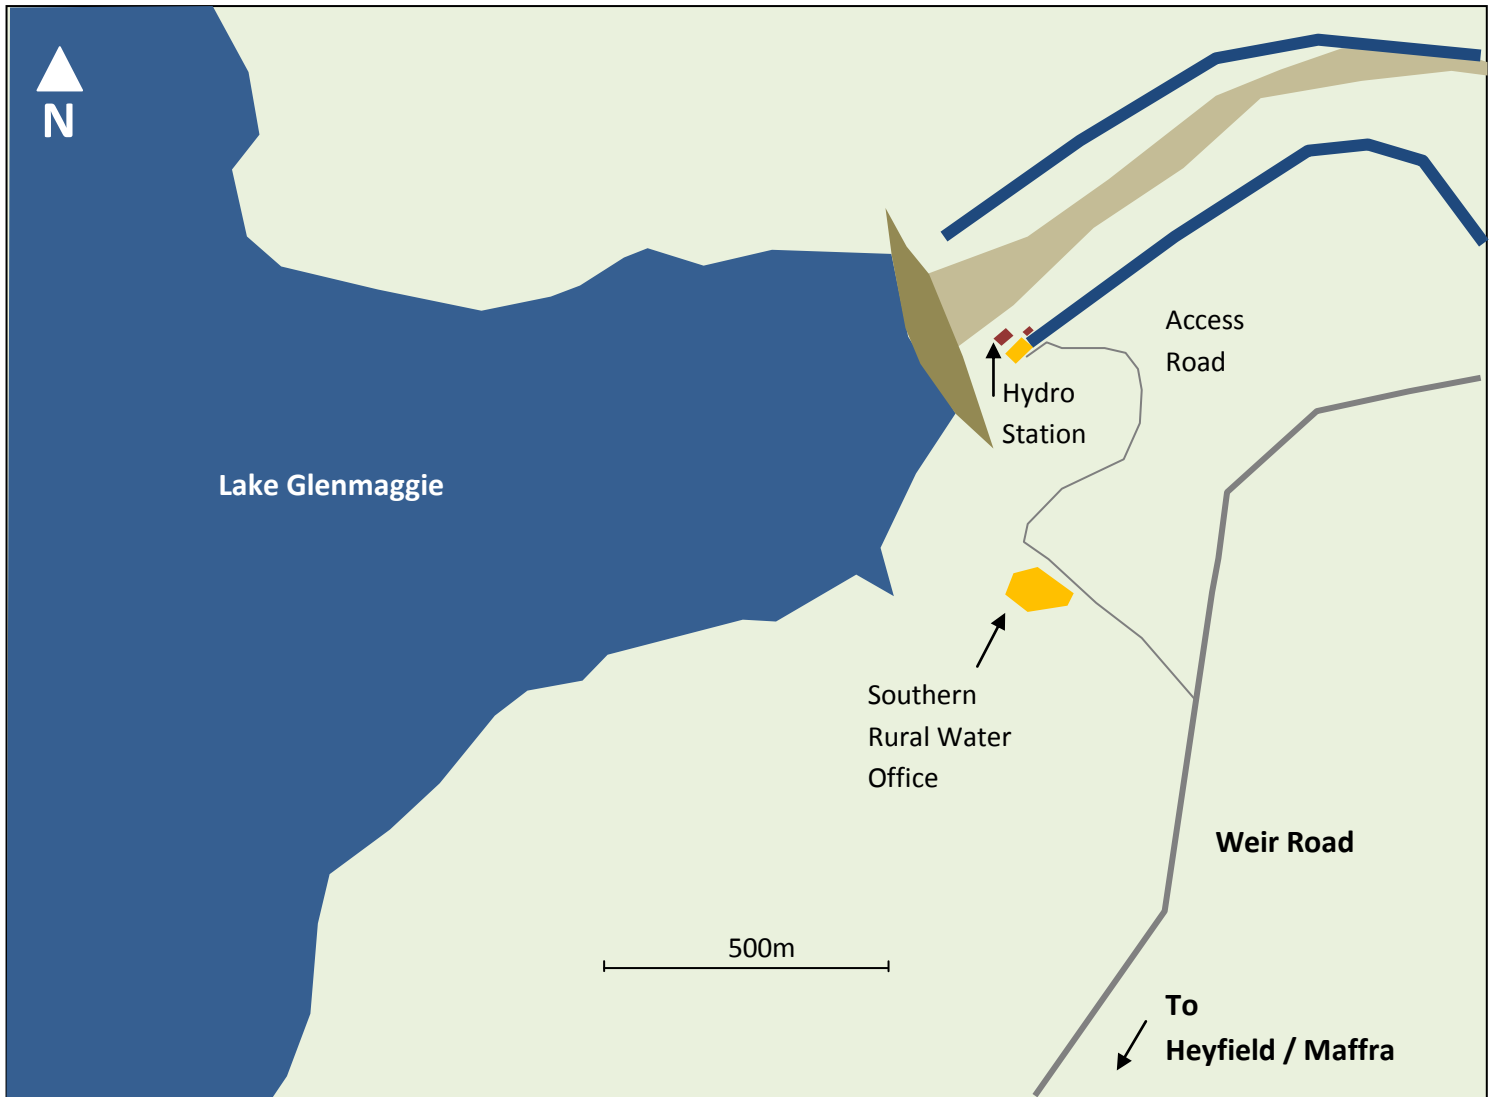 N
Access
Road
Hydro
Station
Lake Glenmaggie
Southern
Rural Water
Office
Weir Road
500m
To
Heyfield / Maffra